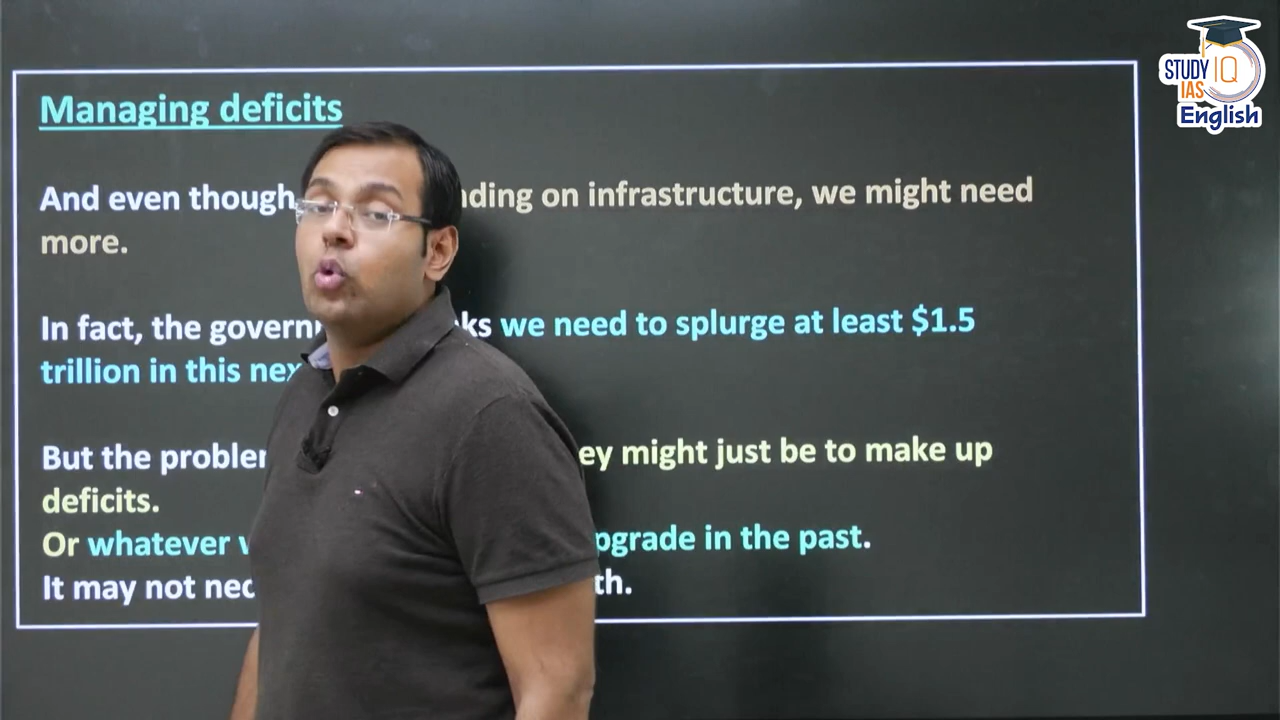 Managing deficits
And even though nding on infrastructure, we might need
more.
In fact, the govern ks we need to splurge at least $1.5
trillion in this nex
But the problem ey might just be to make up
deficits.
Or whatever pgrade in the past.
It may not nec th.
STUDY IQ
IAS
English